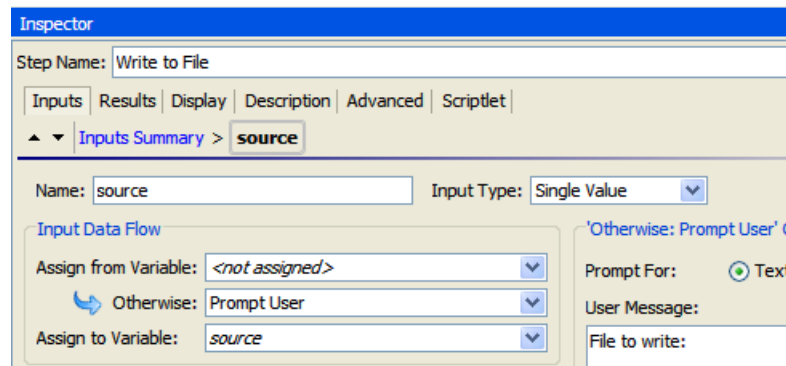 Inspector
Step Name: Write to File
Inputs Results Display Description Advanced Scriptlet
Inputs Summary > source
Name: source Input Type: Single Value
Input Data Flow 'Otherwise: Prompt User'
Assign from Variable: <not assigned> Prompt For: Text
Otherwise: Prompt User User Message:
Assign to Variable: source File to write: